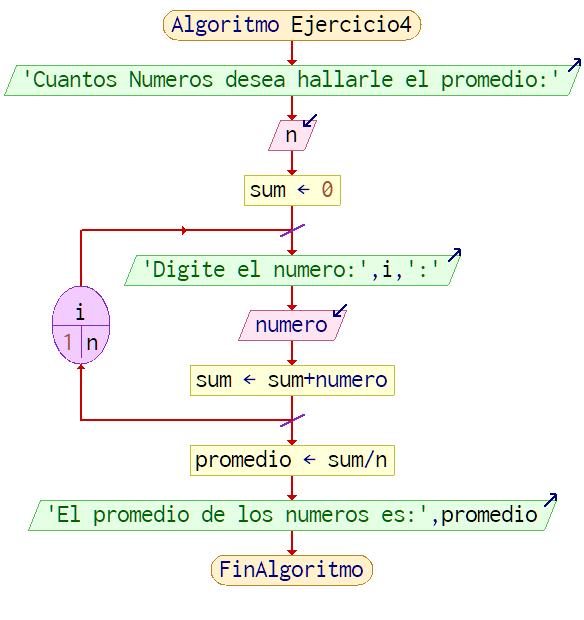 Algoritmo Ejercicio4
'Cuantos Numeros desea hallarle el promedio:'
n
sum ← 0
'Digite el numero:',i,':'
i
1 n
numero
sum ← sum+numero
promedio ← sum/n
'El promedio de los numeros es:',promedio
FinAlgoritmo